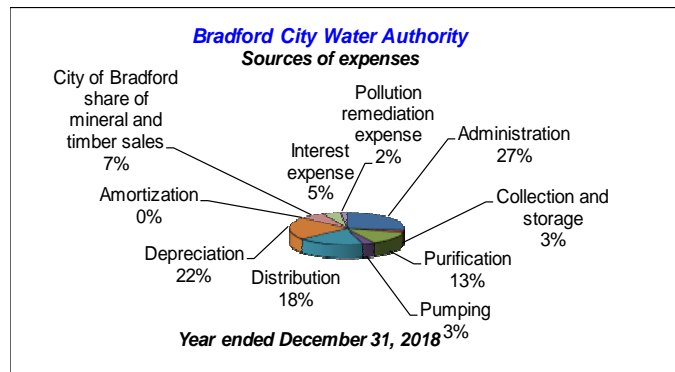 Bradford City Water Authority
Sources of expenses
City of Bradford
share of
mineral and
timber sales
7%
Pollution
remediation
expense
2%
Interest
expense
5%
Administration
27%
Amortization
0%
Collection and
storage
3%
Depreciation
22%
Distribution
18%
Purification
13%
Pumping
3%
Year ended December 31, 2018